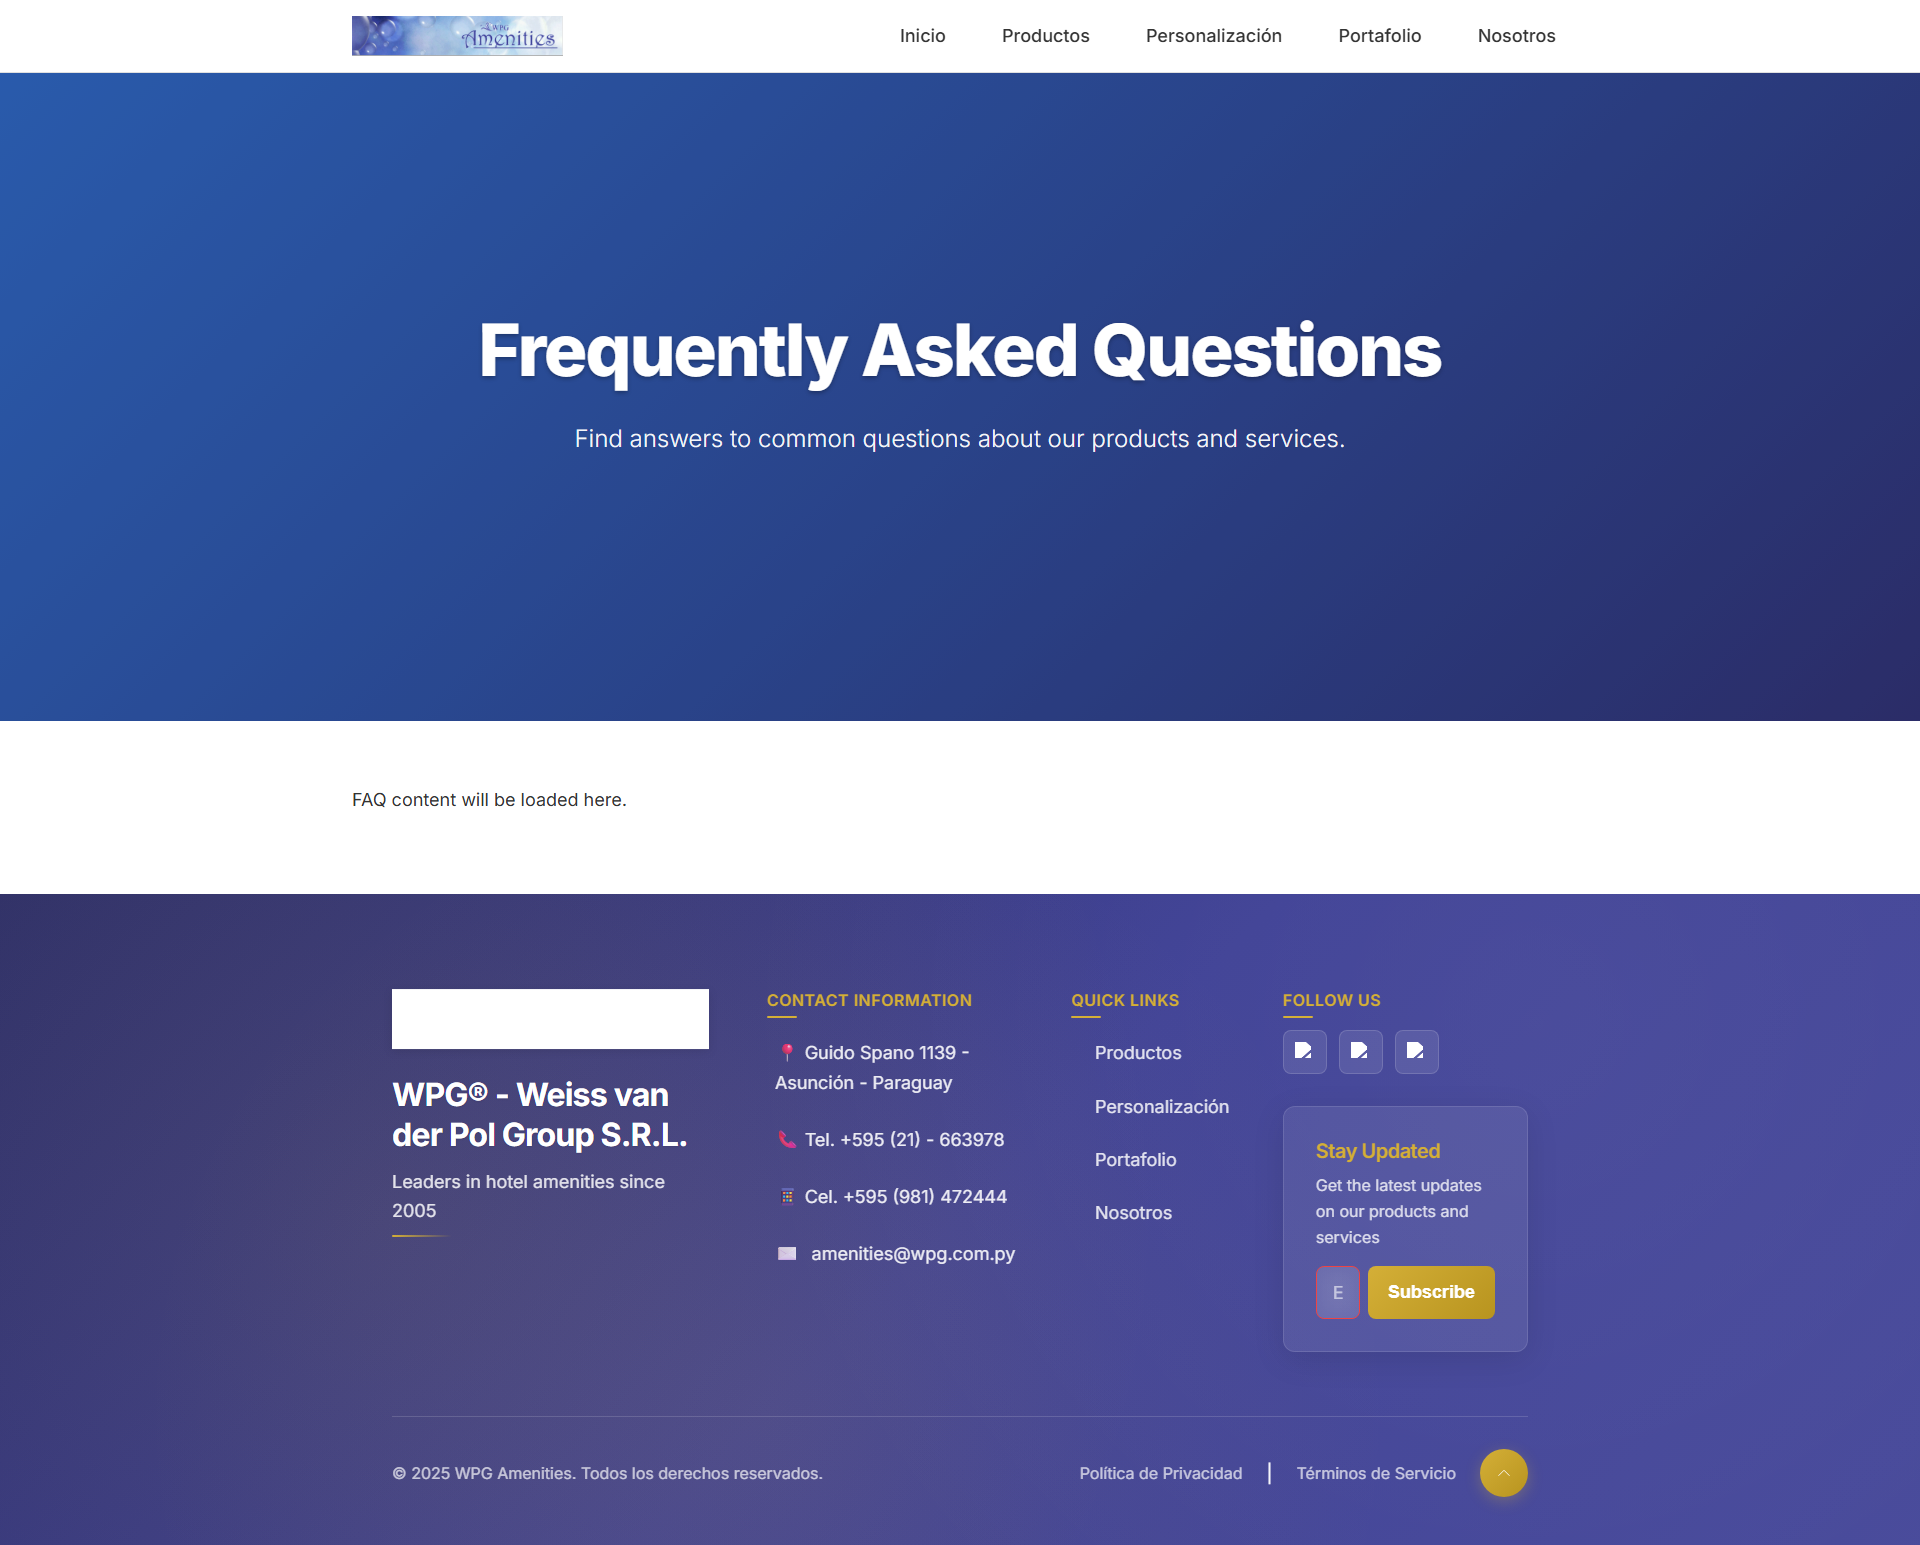 WPG
Amenities
Inicio
Productos
Personalización
Portafolio
Nosotros
Frequently Asked Questions
Find answers to common questions about our products and services.
FAQ content will be loaded here.
WPG® - Weiss van
der Pol Group S.R.L.
Leaders in hotel amenities since
2005
CONTACT INFORMATION
Guido Spano 1139 -
Asunción - Paraguay
Tel. +595 (21) - 663978
Cel. +595 (981) 472444
amenities@wpg.com.py
QUICK LINKS
Productos
Personalización
Portafolio
Nosotros
FOLLOW US
Stay Updated
Get the latest updates
on our products and
services
E
Subscribe
© 2025 WPG Amenities. Todos los derechos reservados.
Política de Privacidad
Términos de Servicio